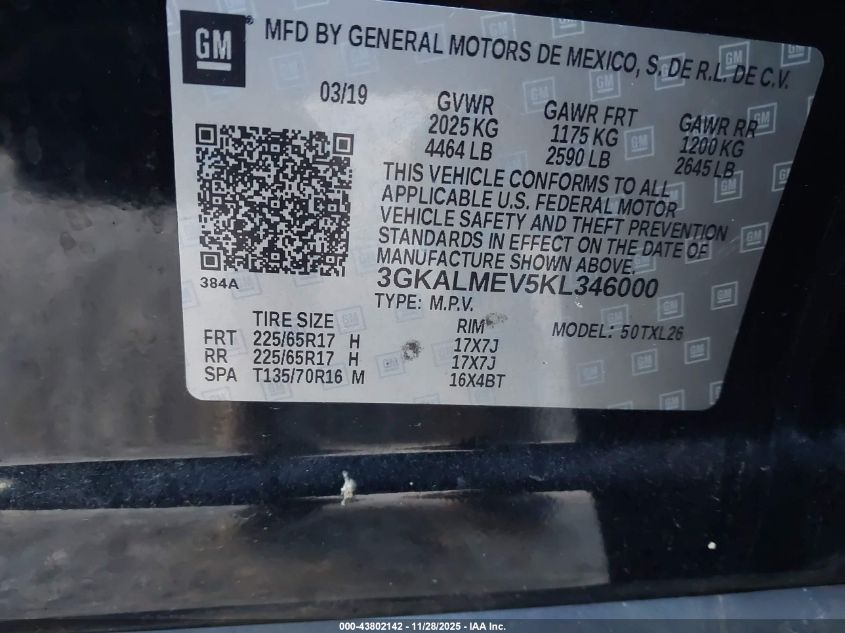 GM ®
MFD BY GENERAL MOTORS DE MEXICO, S. DE R.L. DE C.V.
03/19
GVWR
2025 KG
4464 LB
GAWR FRT
1175 KG
2590 LB
GAWR RR
1200 KG
2645 LB
THIS VEHICLE CONFORMS TO ALL
APPLICABLE U.S. FEDERAL MOTOR
VEHICLE SAFETY AND THEFT PREVENTION
STANDARDS IN EFFECT ON THE DATE OF
MANUFACTURE SHOWN ABOVE.
384A
3GKALMEV5KL346000
TYPE: M.P.V.
MODEL: 50TXL26
TIRE SIZE RIM
FRT 225/65R17 H 17X7J
RR 225/65R17 H 17X7J
SPA T135/70R16 M 16X4BT
000-43802142 - 11/28/2025 - IAA Inc.